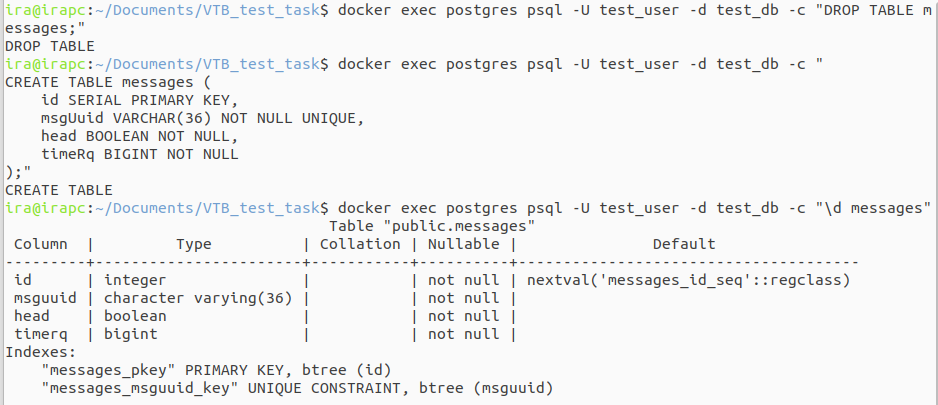 ira@irapc:~/Documents/VTB_test_task$ docker exec postgres psql -U test_user -d test_db -c "DROP TABLE m
essages;"
DROP TABLE
ira@irapc:~/Documents/VTB_test_task$ docker exec postgres psql -U test_user -d test_db -c "
CREATE TABLE messages (
    id SERIAL PRIMARY KEY,
    msgUuid VARCHAR(36) NOT NULL UNIQUE,
    head BOOLEAN NOT NULL,
    timeRq BIGINT NOT NULL
);"
CREATE TABLE
ira@irapc:~/Documents/VTB_test_task$ docker exec postgres psql -U test_user -d test_db -c "\d messages"
                                    Table "public.messages"
 Column  |         Type          | Collation | Nullable |               Default
---------+-----------------------+-----------+----------+--------------------------------------
 id      | integer               |           | not null | nextval('messages_id_seq'::regclass)
 msguuid | character varying(36) |           | not null |
 head    | boolean               |           | not null |
 timerq  | bigint                |           | not null |
Indexes:
    "messages_pkey" PRIMARY KEY, btree (id)
    "messages_msguuid_key" UNIQUE CONSTRAINT, btree (msguuid)